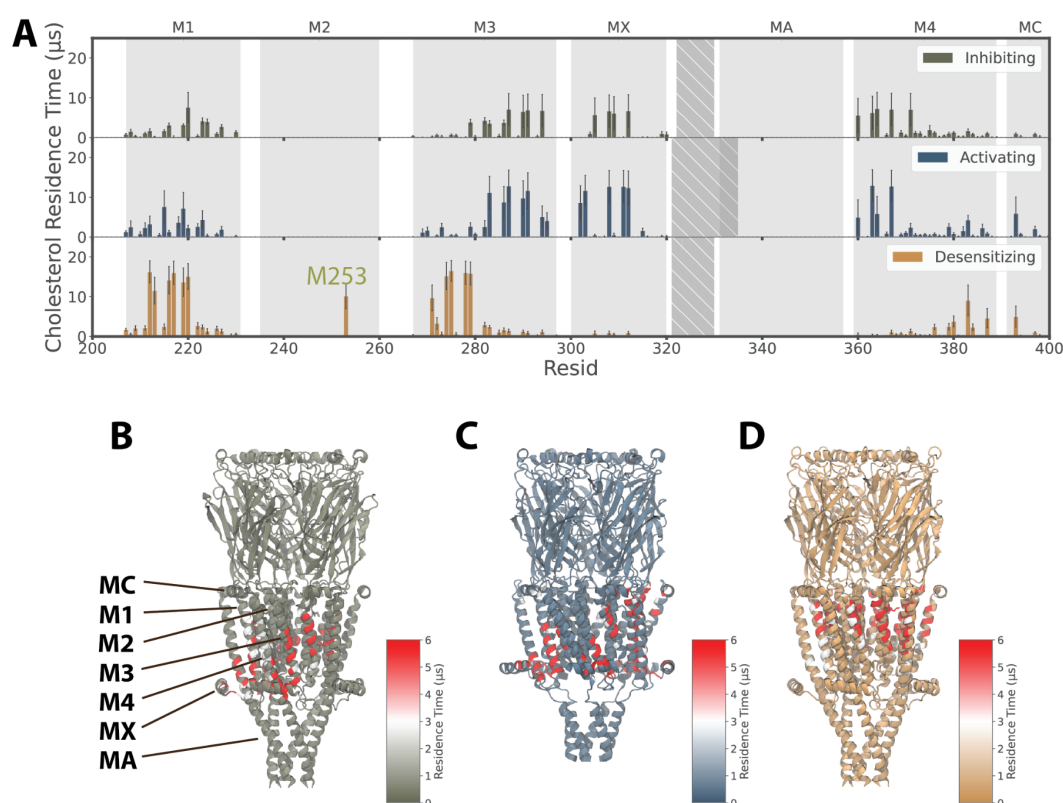 A
M1 M2 M3 MX MA M4 MC
Cholesterol Residence Time (μs)
20
10
0
Inhibiting
20
10
0
Activating
20
10
0
M253
Desensitizing
200 220 240 260 280 300 320 340 360 380 400
Resid
B
C
D
MC
M1
M2
M3
M4
MX
MA
6
5
4
3
2
1
0
Residence Time (μs)
6
5
4
3
2
1
0
Residence Time (μs)
6
5
4
3
2
1
0
Residence Time (μs)